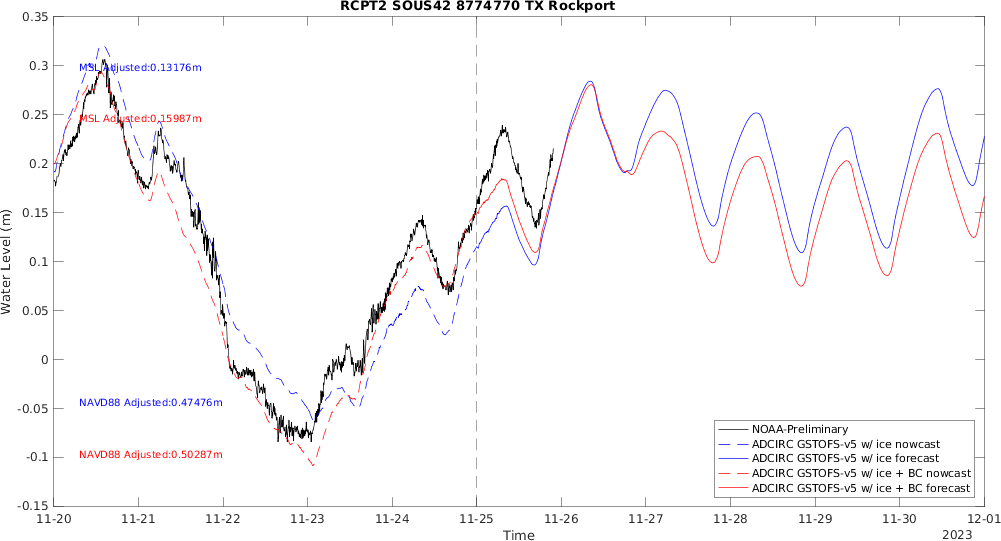 RCPT2 SOUS42 8774770 TX Rockport
0.35
0.3
0.25
0.2
0.15
0.1
0.05
0
-0.05
-0.1
-0.15
Water Level (m)
MSL Adjusted:0.13176m
MSL Adjusted:0.15987m
NAVD88 Adjusted:0.47476m
NAVD88 Adjusted:0.50287m
NOAA-Preliminary
ADCIRC GSTOFS-v5 w/ ice nowcast
ADCIRC GSTOFS-v5 w/ ice forecast
ADCIRC GSTOFS-v5 w/ ice + BC nowcast
ADCIRC GSTOFS-v5 w/ ice + BC forecast
11-20 11-21 11-22 11-23 11-24 11-25 11-26 11-27 11-28 11-29 11-30 12-01
Time
2023